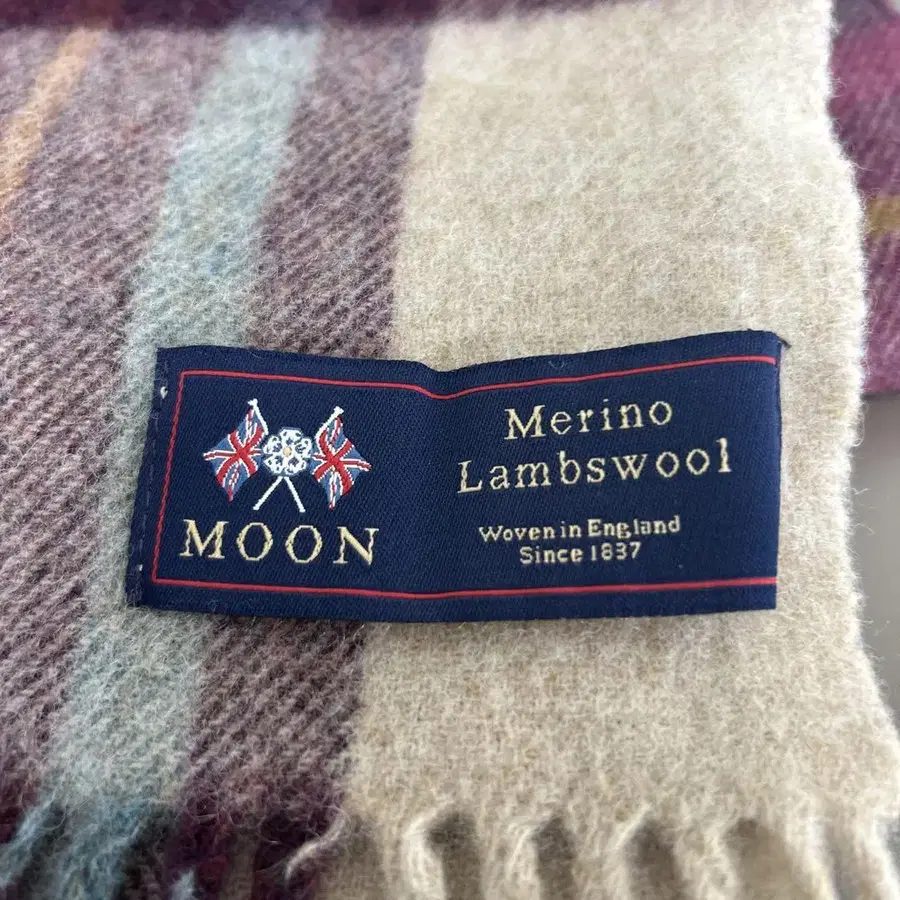 MOON
Merino
Lambswool
Woven in England
Since 1837